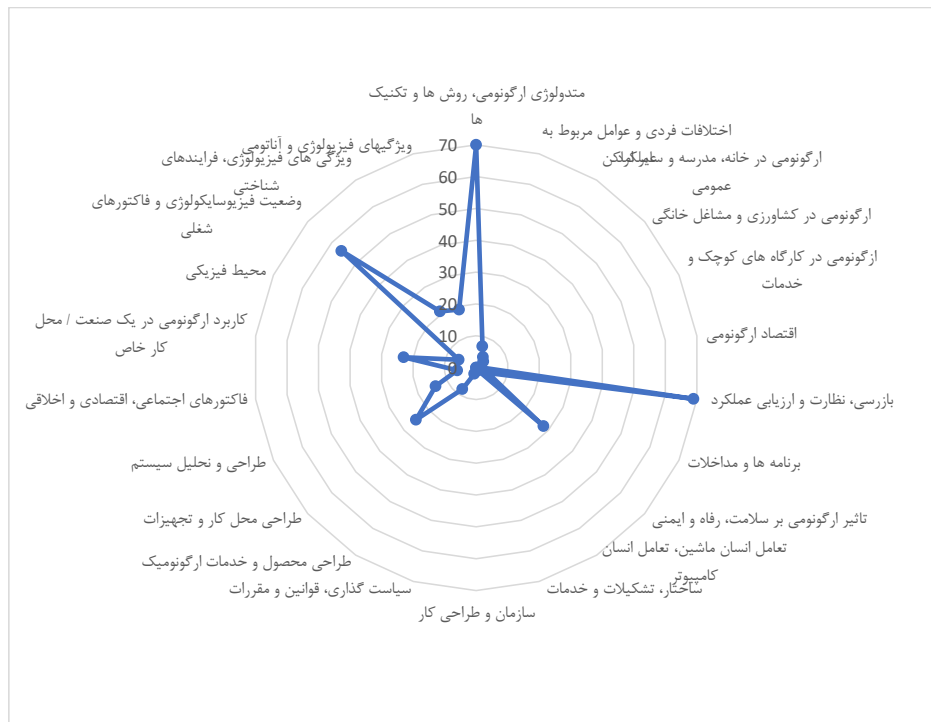 متدولوژی ارگونومی، روش ها و تکنیک
ها
اختلافات فردی و عوامل مربوط به
عملکرد
ارگونومی در خانه، مدرسه و سایر اماکن
عمومی
ارگونومی در کشاورزی و مشاغل خانگی
ازگونومی در کارگاه های کوچک و
خدمات
اقتصاد ارگونومی
بازرسی، نظارت و ارزیابی عملکرد
برنامه ها و مداخلات
تاثیر ارگونومی بر سلامت، رفاه و ایمنی
تعامل انسان ماشین، تعامل انسان
کامپیوتر
ساختار، تشکیلات و خدمات
سازمان و طراحی کار
سیاست گذاری، قوانین و مقررات
طراحی محصول و خدمات ارگونومیک
طراحی محل کار و تجهیزات
طراحی و نحلیل سیستم
فاکتورهای اجتماعی، اقتصادی و اخلاقی
کاربرد ارگونومی در یک صنعت / محل
کار خاص
محیط فیزیکی
وضعیت فیزیوسایکولوژی و فاکتورهای
شغلی
ویژگی های فیزیولوژی، فرایندهای
شناختی
ویژگیهای فیزیولوژی و آناتومی
70
60
50
40
30
20
10
0